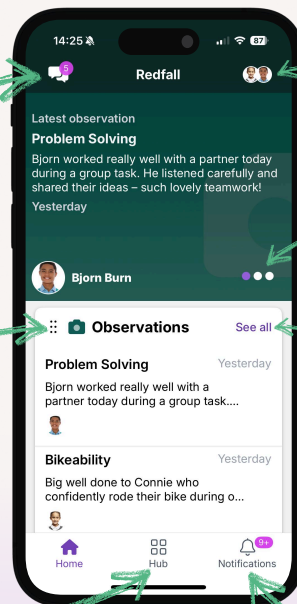 14:25
87
5
Redfall
Latest observation
Problem Solving
Bjorn worked really well with a partner today
during a group task. He listened carefully and
shared their ideas – such lovely teamwork!
Yesterday
Bjorn Burn
Observations
See all
Problem Solving
Yesterday
Bjorn worked really well with a
partner today during a group task....
Bikeability
Yesterday
Big well done to Connie who
confidently rode their bike during o...
9+
Home
Hub
Notifications